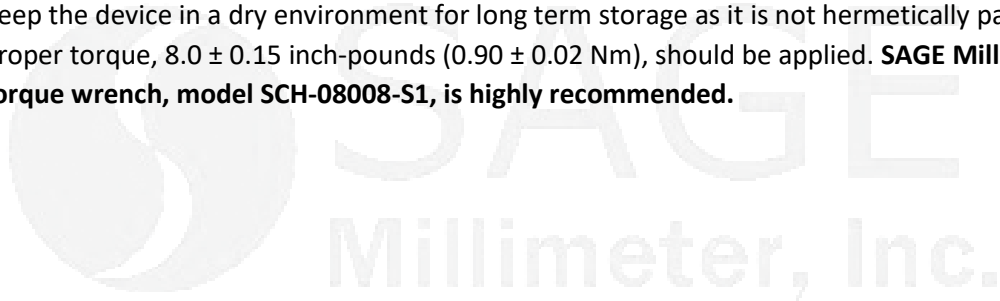 eep the device in a dry environment for long term storage as it is not hermetically pa
roper torque, 8.0 ± 0.15 inch-pounds (0.90 ± 0.02 Nm), should be applied. SAGE Mill
orque wrench, model SCH-08008-S1, is highly recommended.
SAGE
Millimeter, Inc.